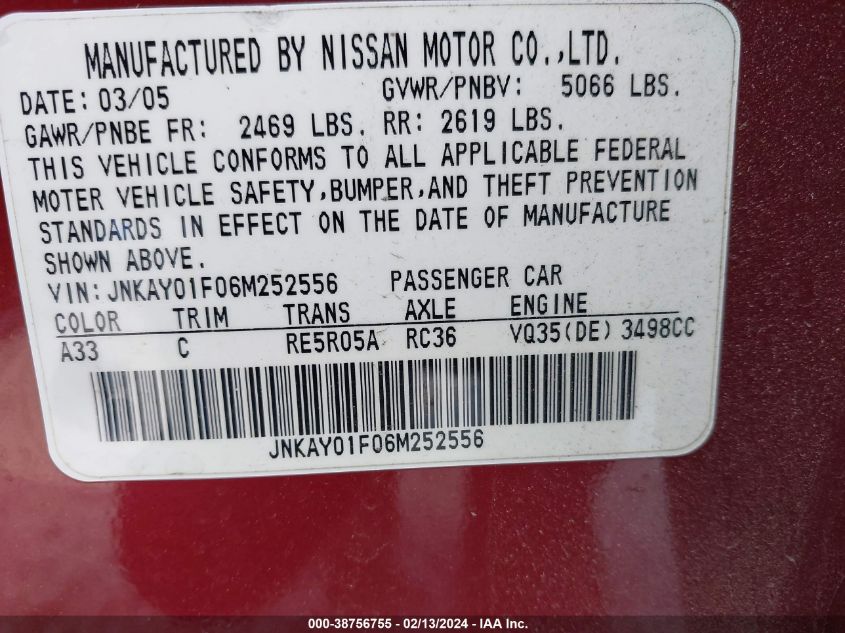 MANUFACTURED BY NISSAN MOTOR CO.,LTD.
DATE: 03/05 GVWR/PNBV: 5066 LBS.
GAWR/PNBE FR: 2469 LBS. RR: 2619 LBS.
THIS VEHICLE CONFORMS TO ALL APPLICABLE FEDERAL
MOTER VEHICLE SAFETY,BUMPER,AND THEFT PREVENTION
STANDARDS IN EFFECT ON THE DATE OF MANUFACTURE
SHOWN ABOVE.
VIN:JNKAY01F06M252556 PASSENGER CAR
COLOR TRIM TRANS AXLE ENGINE
A33 C RE5R05A RC36 VQ35(DE) 3498CC
JNKAY01F06M252556
000-38756755 - 02/13/2024 - IAA Inc.